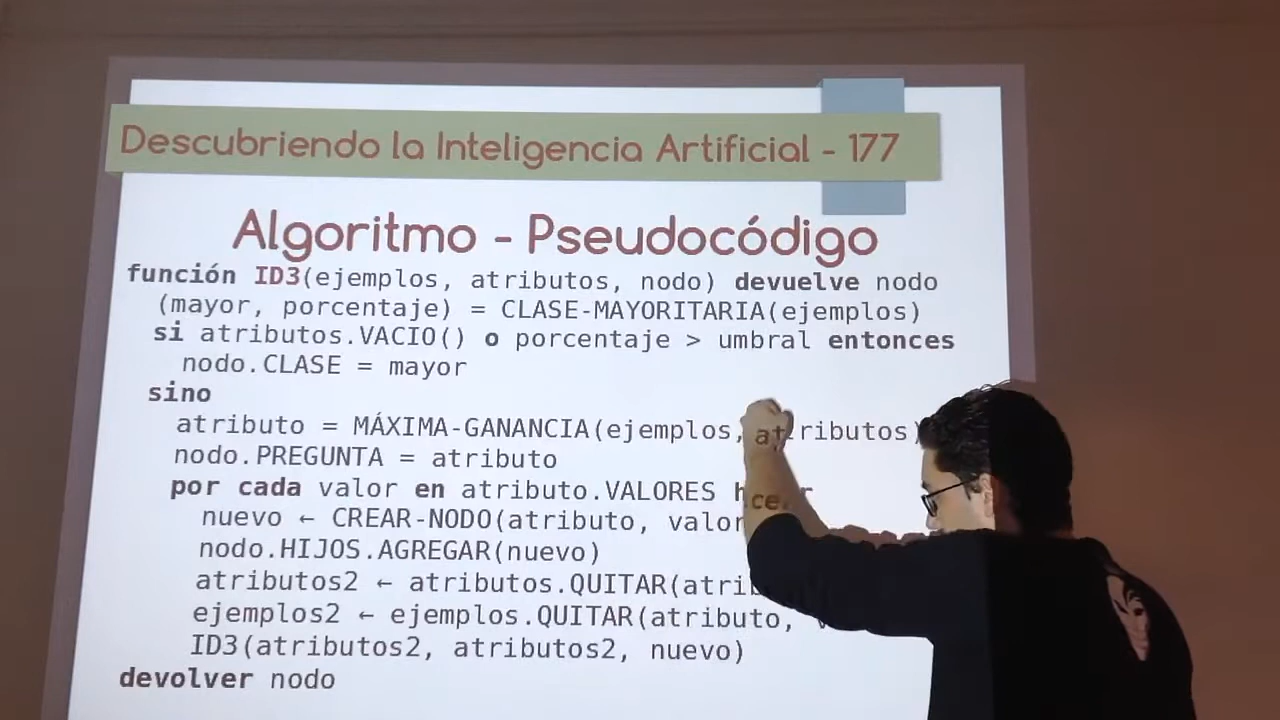 Descubriendo la Inteligencia Artificial - 177
Algoritmo - Pseudocódigo
función ID3(ejemplos, atributos, nodo) devuelve nodo
(mayor, porcentaje) = CLASE-MAYORITARIA(ejemplos)
si atributos.VACIO() o porcentaje > umbral entonces
nodo.CLASE = mayor
sino
atributo = MÁXIMA-GANANCIA(ejemplos, atributos)
nodo.PREGUNTA = atributo
por cada valor en atributo.VALORES
nuevo ← CREAR-NODO(atributo, valor
nodo.HIJOS.AGREGAR(nuevo)
atributos2 ← atributos.QUITAR(
ejemplos2 ← ejemplos.QUITAR(atributo,
ID3(atributos2, atributos2, nuevo)
devolver nodo